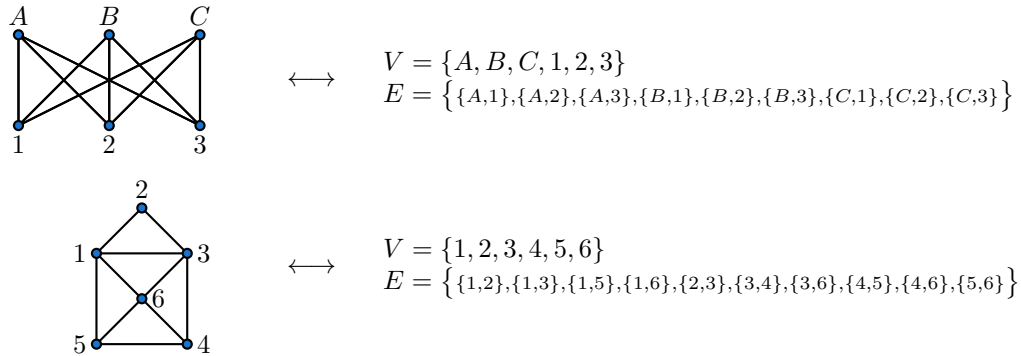 A B C
1 2 3
⟷
V = {A, B, C, 1, 2, 3}
E = {{A,1},{A,2},{A,3},{B,1},{B,2},{B,3},{C,1},{C,2},{C,3}}
2
1 3
6
5 4
⟷
V = {1, 2, 3, 4, 5, 6}
E = {{1,2},{1,3},{1,5},{1,6},{2,3},{3,4},{3,6},{4,5},{4,6},{5,6}}